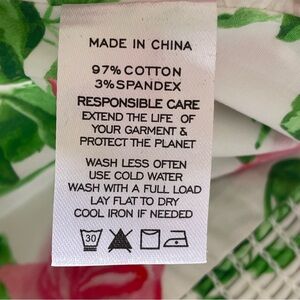 MADE IN CHINA
97% COTTON
3% SPANDEX
RESPONSIBLE CARE
EXTEND THE LIFE OF
YOUR GARMENT &
PROTECT THE PLANET
WASH LESS OFTEN
USE COLD WATER
WASH WITH A FULL LOAD
LAY FLAT TO DRY
COOL IRON IF NEEDED
30